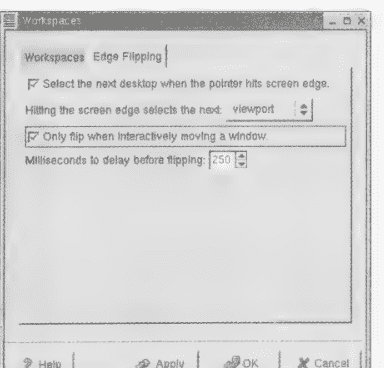 Workspaces
Workspaces Edge Flipping
Select the next desktop when the pointer hits screen edge.
Hitting the screen edge selects the next: viewport
Only flip when interactively moving a window.
Milliseconds to delay before flipping: 250
Help Apply OK Cancel